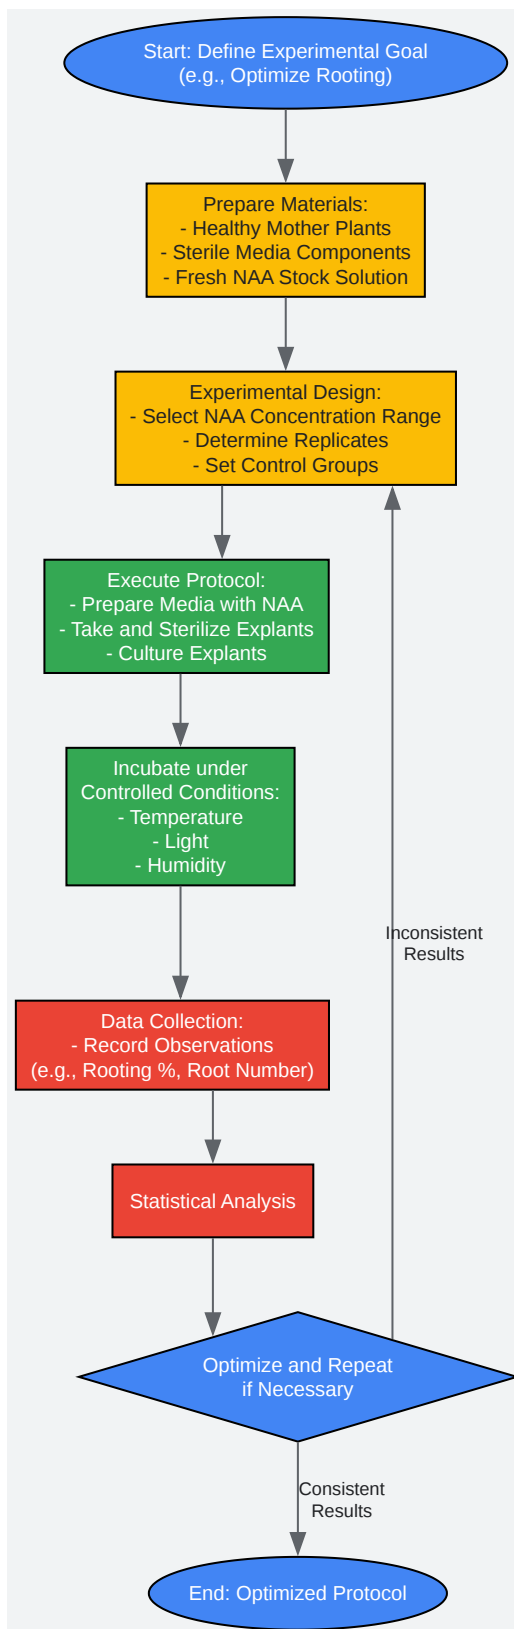 Start: Define Experimental Goal
(e.g., Optimize Rooting)
Prepare Materials:
- Healthy Mother Plants
- Sterile Media Components
- Fresh NAA Stock Solution
Experimental Design:
- Select NAA Concentration Range
- Determine Replicates
- Set Control Groups
Execute Protocol:
- Prepare Media with NAA
- Take and Sterilize Explants
- Culture Explants
Incubate under
Controlled Conditions:
- Temperature
- Light
- Humidity
Inconsistent
Results
Data Collection:
- Record Observations
(e.g., Rooting %, Root Number)
Statistical Analysis
Optimize and Repeat
if Necessary
Consistent
Results
End: Optimized Protocol